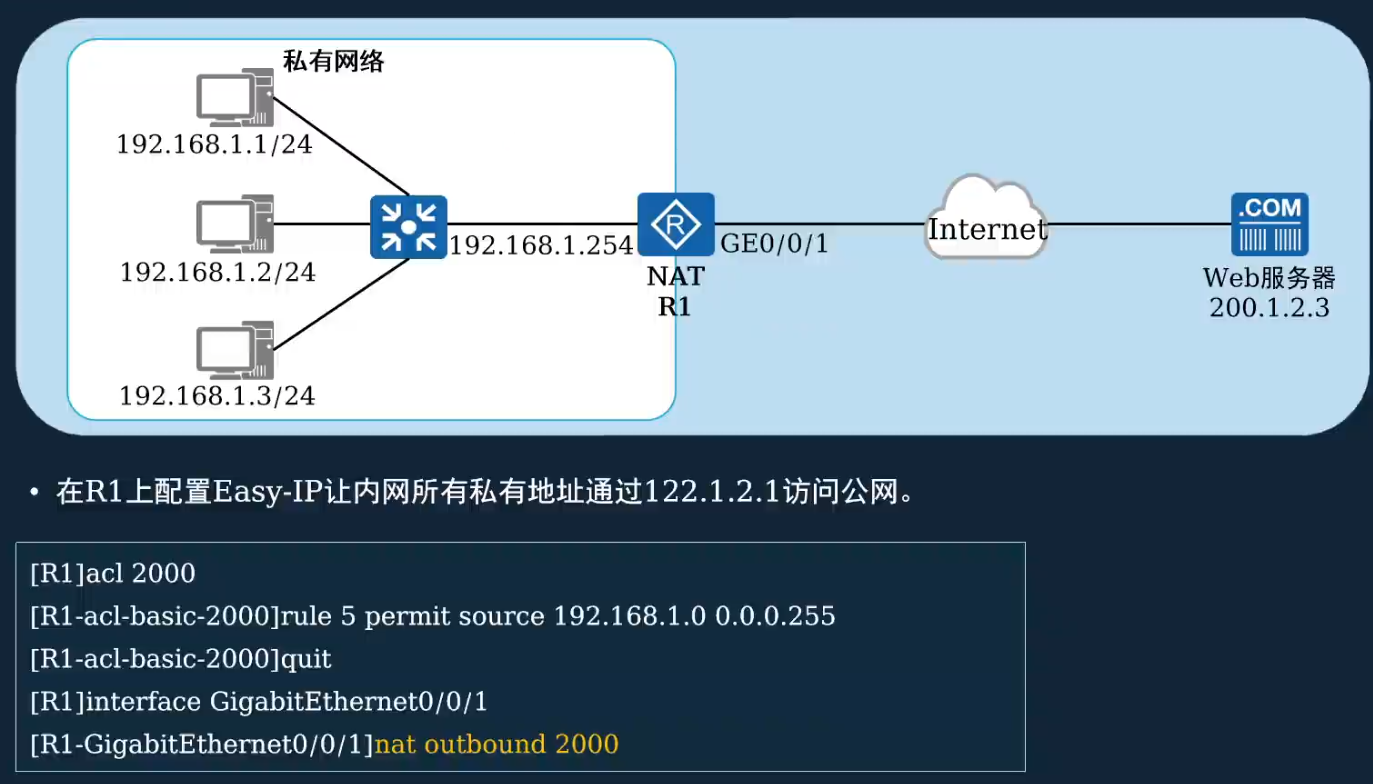 私有网络
192.168.1.1/24
192.168.1.2/24
192.168.1.3/24
192.168.1.254
R
NAT
R1
GE0/0/1
Internet
.COM
Web服务器
200.1.2.3
• 在R1上配置Easy-IP让内网所有私有地址通过122.1.2.1访问公网。
[R1]acl 2000
[R1-acl-basic-2000]rule 5 permit source 192.168.1.0 0.0.0.255
[R1-acl-basic-2000]quit
[R1]interface GigabitEthernet0/0/1
[R1-GigabitEthernet0/0/1]nat outbound 2000